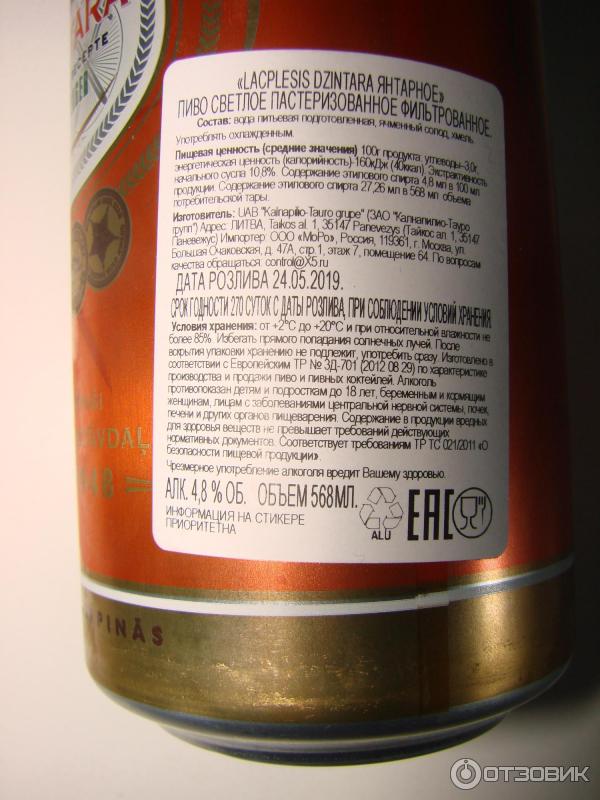 TARA
RECEPTE
«LACPLESIS DZINTARA ЯНТАРНОЕ»
ПИВО СВЕТЛОЕ ПАСТЕРИЗОВАННОЕ ФИЛЬТРОВАННОЕ.
Состав: вода питьевая подготовленная, ячменный солод, хмель.
Употреблять охлажденным.
Пищевая ценность (средние значения) 100г продукта: углеводы–3,0г,
энергетическая ценность (калорийность)-160кДж (40ккал). Экстрактивность
начального сусла 10,8%. Содержание этилового спирта 4,8 мл в 100 мл
продукции. Содержание этилового спирта 27,26 мл в 568 мл объема
потребительской тары.
Изготовитель: UAB "Kalnapilio-Tauro grupe" (ЗАО "Калнапилио-Тауро
групп") Адрес: ЛИТВА, Taikos al. 1, 35147 Panevezys (Тайкос ал. 1, 35147
Паневежус) Импортер: ООО «МоРо», Россия, 119361, г. Москва, ул.
Большая Очаковская, д. 47А, стр.1, этаж 7, помещение 64. По вопросам
качества обращаться: control@X5.ru
ДАТА РОЗЛИВА 24.05.2019.
СРОК ГОДНОСТИ 270 СУТОК С ДАТЫ РОЗЛИВА, ПРИ СОБЛЮДЕНИИ УСЛОВИЙ ХРАНЕНИЯ.
Условия хранения: от +2°С до +20°С и при относительной влажности не
более 85%. Избегать прямого попадания солнечных лучей. После
вскрытия упаковки хранению не подлежит, употребить сразу. Изготовлено в
соответствии с Европейским ТР № 3Д-701 (2012 08 29) по характеристике
производства и продажи пиво и пивных коктейлей. Алкоголь
противопоказан детям и подросткам до 18 лет, беременным и кормящим
женщинам, лицам с заболеваниями центральной нервной системы, почек,
печени и других органов пищеварения. Содержание в продукции вредных
для здоровья веществ не превышает требований действующих
нормативных документов. Соответствует требованиям ТР ТС 021/2011 «О
безопасности пищевой продукции».
Чрезмерное употребление алкоголя вредит Вашему здоровью.
АЛК. 4,8 % ОБ. ОБЪЕМ 568МЛ.
ИНФОРМАЦИЯ НА СТИКЕРЕ
ПРИОРИТЕТНА
ALU
EAC
PINĀS
ОТЗОВИК